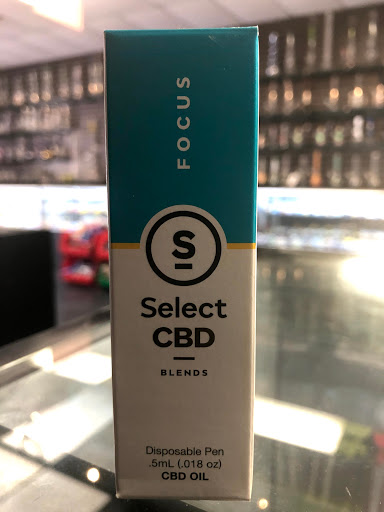 FOCUS
S
Select
CBD
BLENDS
Disposable Pen
.5mL (.018 oz)
CBD OIL